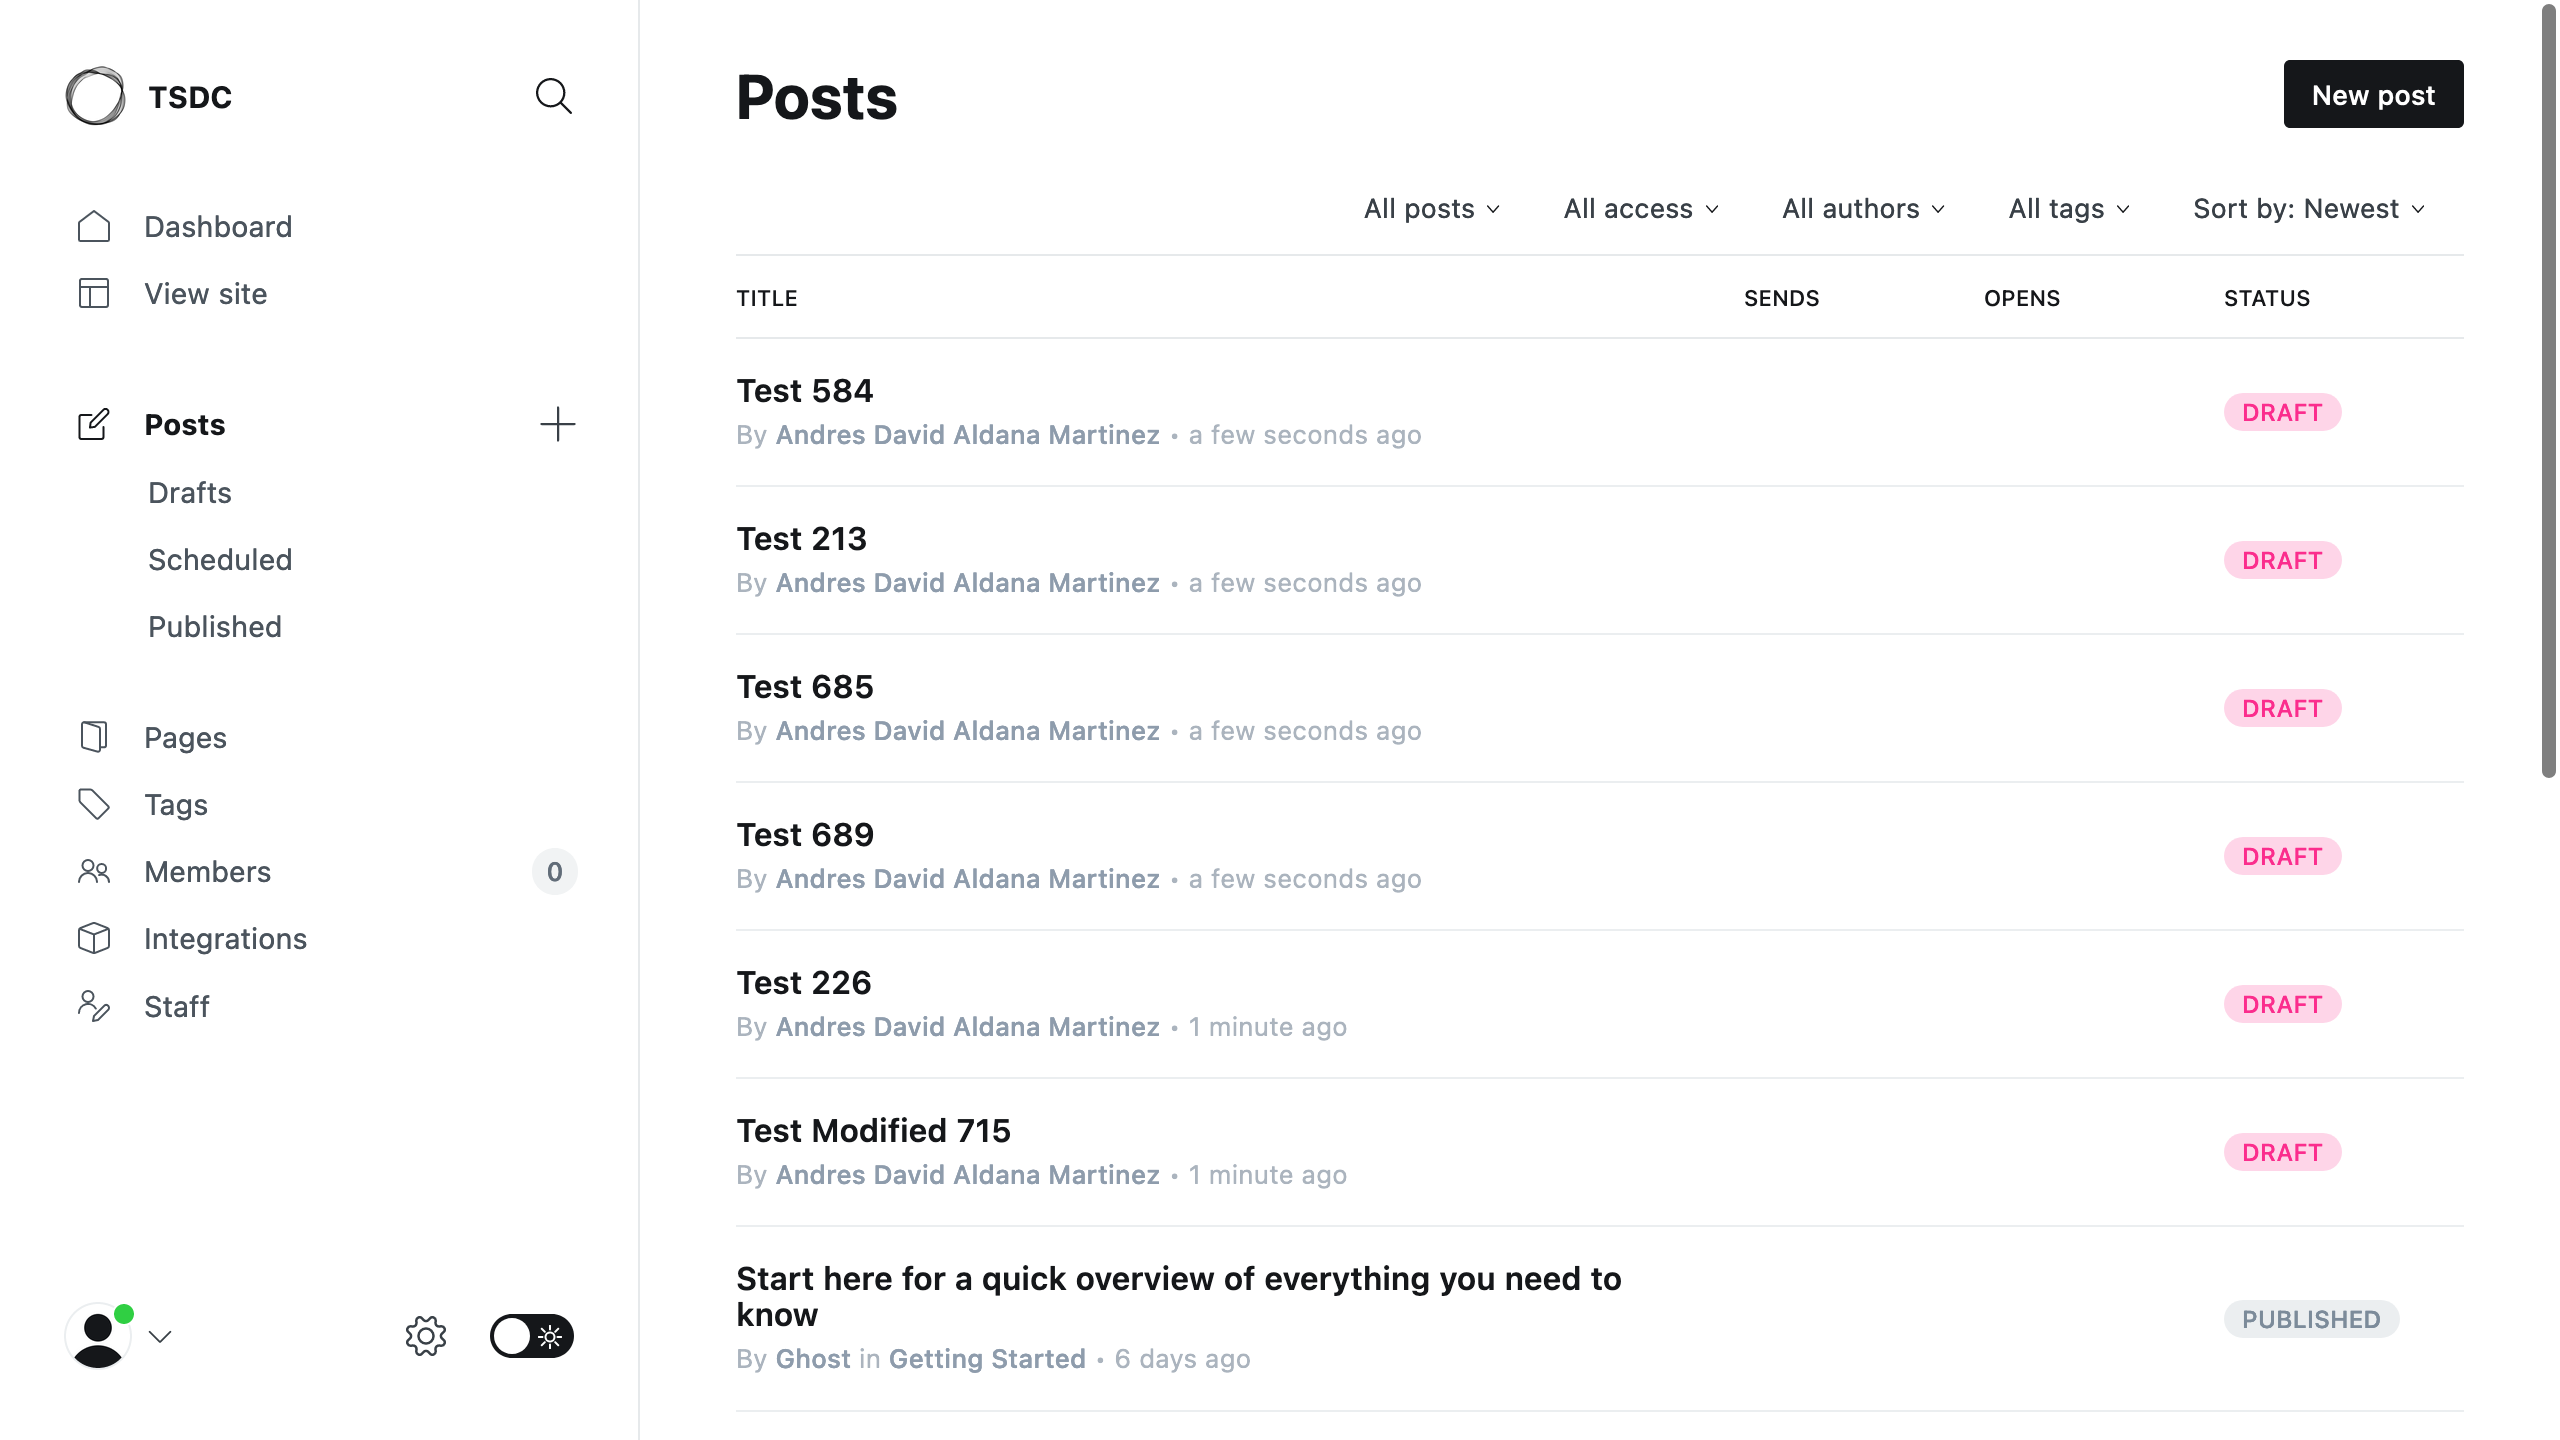 TSDC
Dashboard
View site
Posts
Drafts
Scheduled
Published
Pages
Tags
Members 0
Integrations
Staff
Posts
New post
All posts All access All authors All tags Sort by: Newest
TITLE SENDS OPENS STATUS
Test 584
By Andres David Aldana Martinez • a few seconds ago
DRAFT
Test 213
By Andres David Aldana Martinez • a few seconds ago
DRAFT
Test 685
By Andres David Aldana Martinez • a few seconds ago
DRAFT
Test 689
By Andres David Aldana Martinez • a few seconds ago
DRAFT
Test 226
By Andres David Aldana Martinez • 1 minute ago
DRAFT
Test Modified 715
By Andres David Aldana Martinez • 1 minute ago
DRAFT
Start here for a quick overview of everything you need to
know
By Ghost in Getting Started • 6 days ago
PUBLISHED